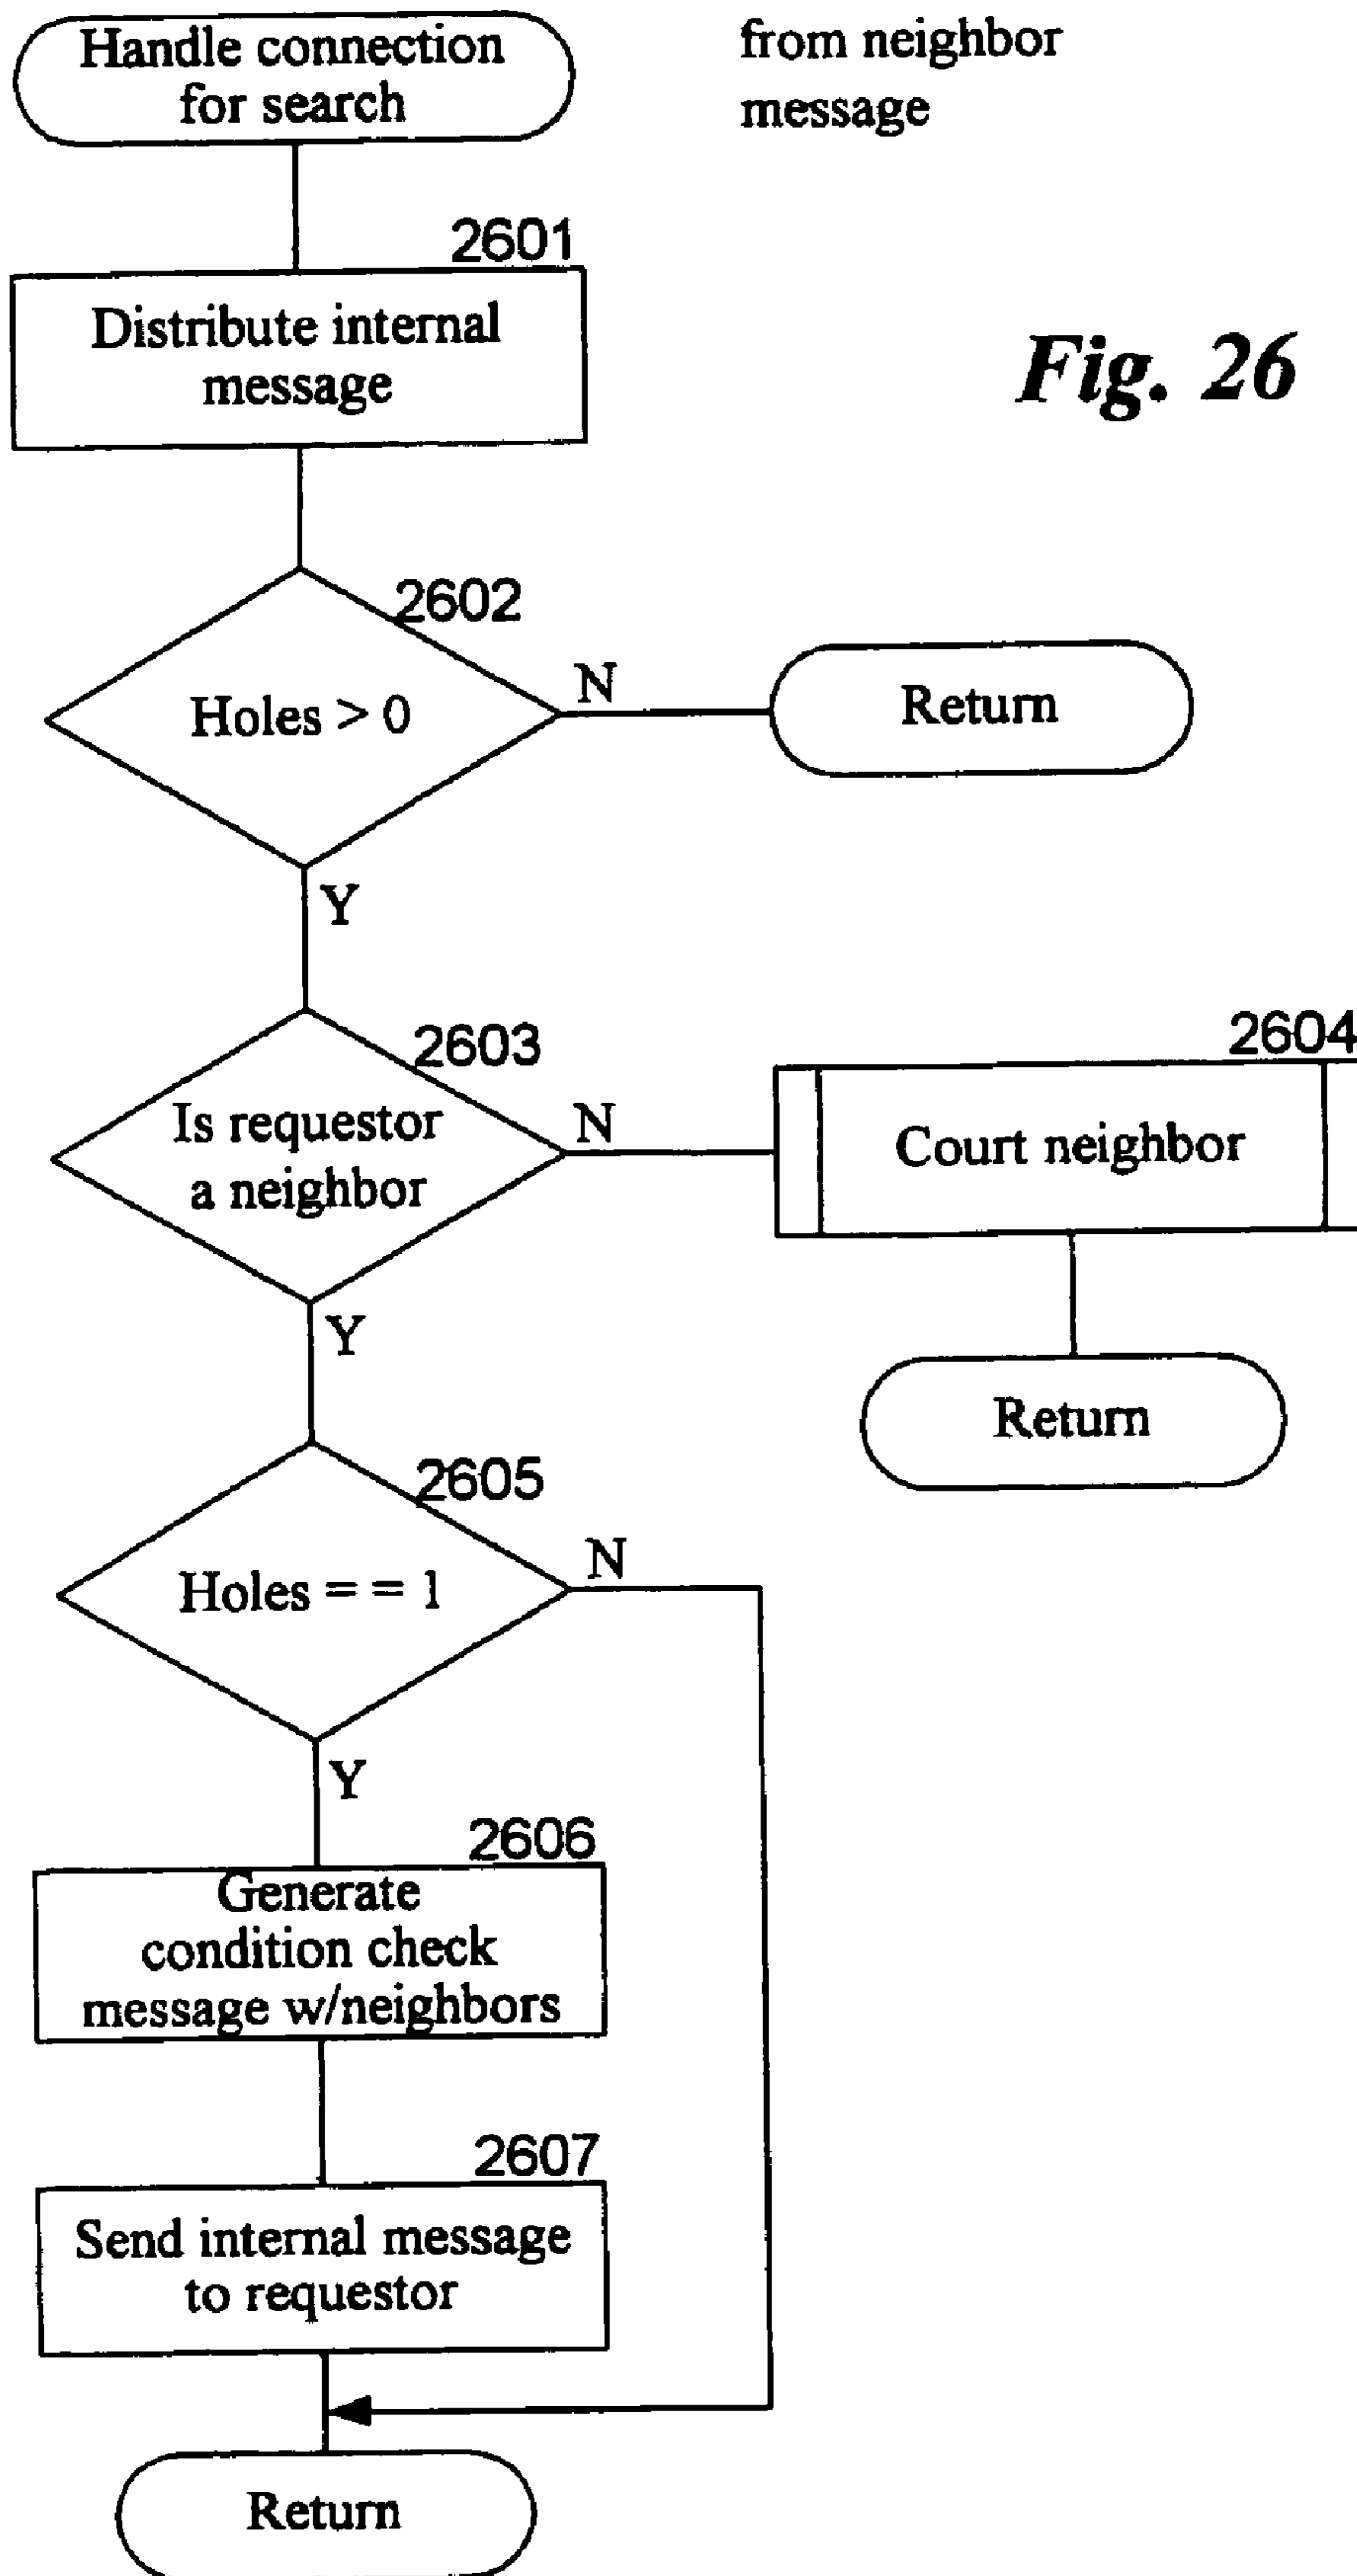 Handle connection
for search
from neighbor
message
2601
Distribute internal
message
Fig. 26
2602
Holes > 0
N
Return
Y
2603
Is requestor
a neighbor
N
2604
Court neighbor
Y
Return
2605
Holes = = 1
N
Y
2606
Generate
condition check
message w/neighbors
2607
Send internal message
to requestor
Return